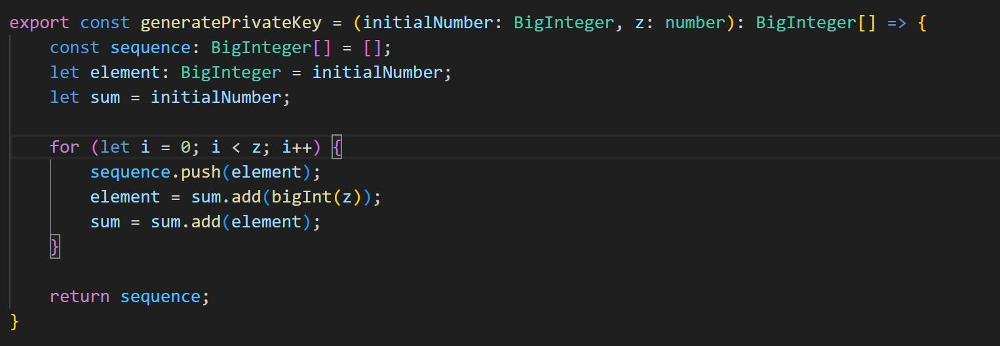 export const generatePrivateKey = (initialNumber: BigInteger, z: number): BigInteger[] => {
    const sequence: BigInteger[] = [];
    let element: BigInteger = initialNumber;
    let sum = initialNumber;

    for (let i = 0; i < z; i++) {
        sequence.push(element);
        element = sum.add(bigInt(z));
        sum = sum.add(element);
    }

    return sequence;
}